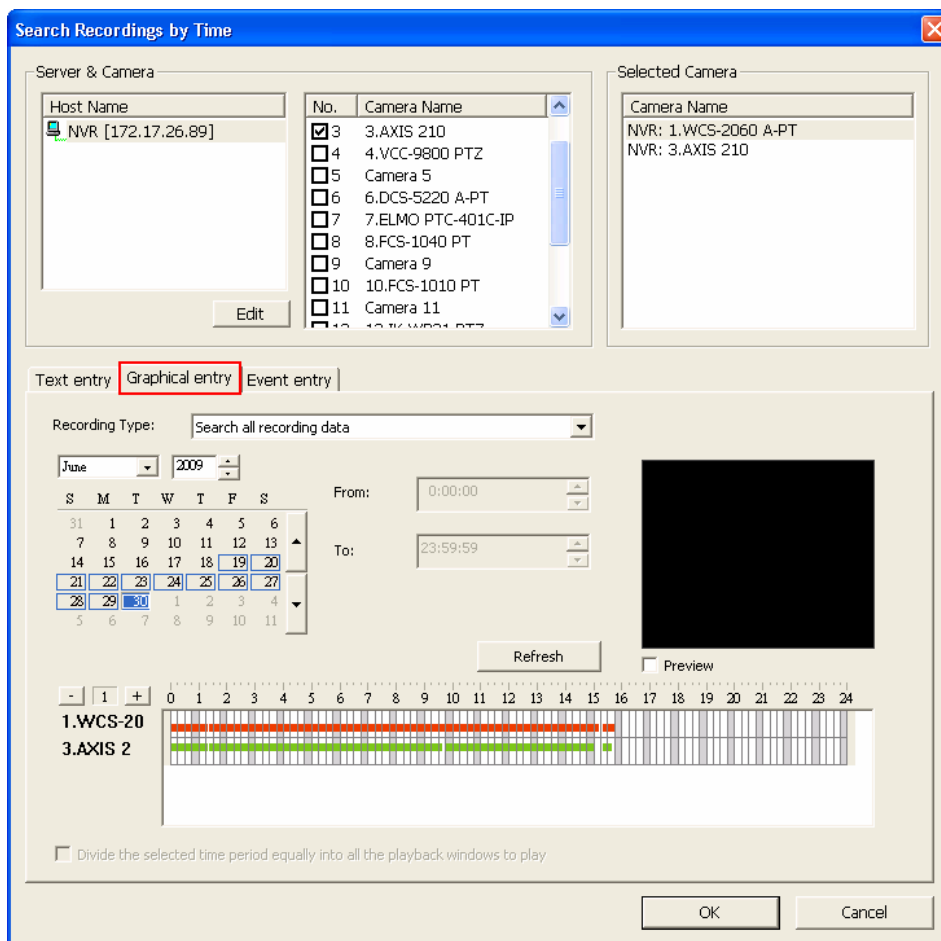 Search Recordings by Time
Server & Camera
Host Name
NVR [172.17.26.89]
Edit
No. Camera Name
3 3.AXIS 210
4 4.VCC-9800 PTZ
5 Camera 5
6 6.DCS-5220 A-PT
7 7.ELMO PTC-401C-IP
8 8.FCS-1040 PT
9 Camera 9
10 10.FCS-1010 PT
11 Camera 11
Selected Camera
Camera Name
NVR: 1.WCS-2060 A-PT
NVR: 3.AXIS 210
Text entry Graphical entry Event entry
Recording Type: Search all recording data
June 2009
S M T W T F S
31 1 2 3 4 5 6
7 8 9 10 11 12 13
14 15 16 17 18 19 20
21 22 23 24 25 26 27
28 29 30 1 2 3 4
5 6 7 8 9 10 11
From: 0:00:00
To: 23:59:59
Refresh
Preview
- 1 + 0 1 2 3 4 5 6 7 8 9 10 11 12 13 14 15 16 17 18 19 20 21 22 23 24
1.WCS-20
3.AXIS 2
Divide the selected time period equally into all the playback windows to play
OK Cancel